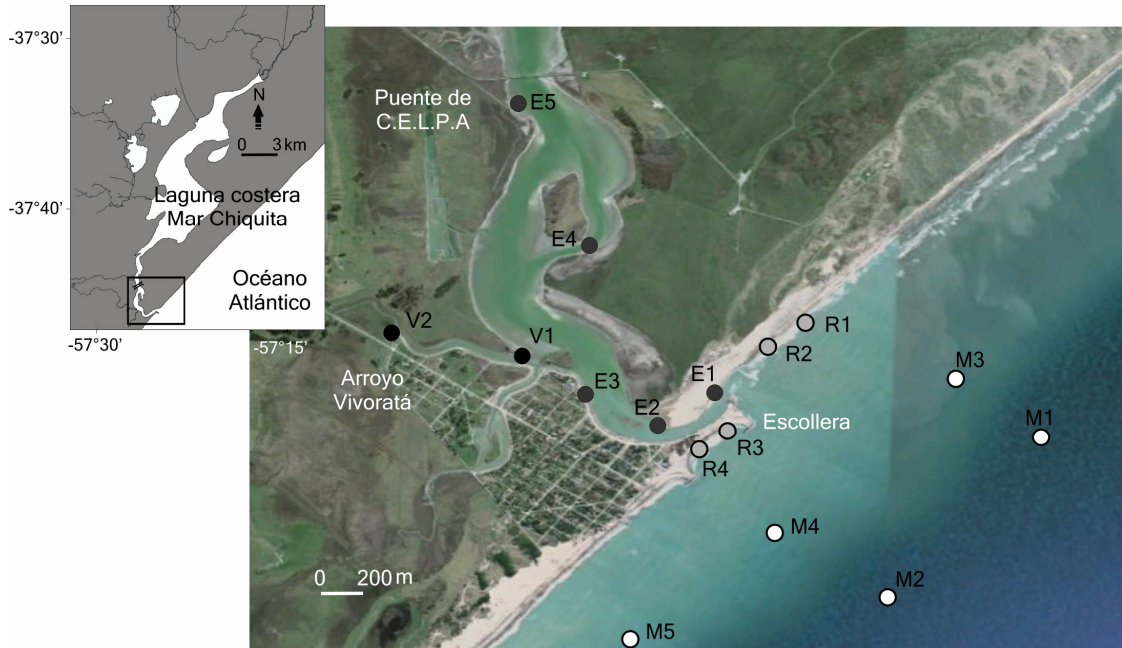 -37°30'
N
0 3 km
-37°40'
Laguna costera
Mar Chiquita
Océano
Atlántico
-57°30'
-57°15'
Puente de
C.E.L.P.A
E5
E4
V2
V1
R1
R2
Arroyo
Vivoratá
E3
E1
E2
M3
M1
Escollera
R3
R4
M4
0 200 m
M2
M5